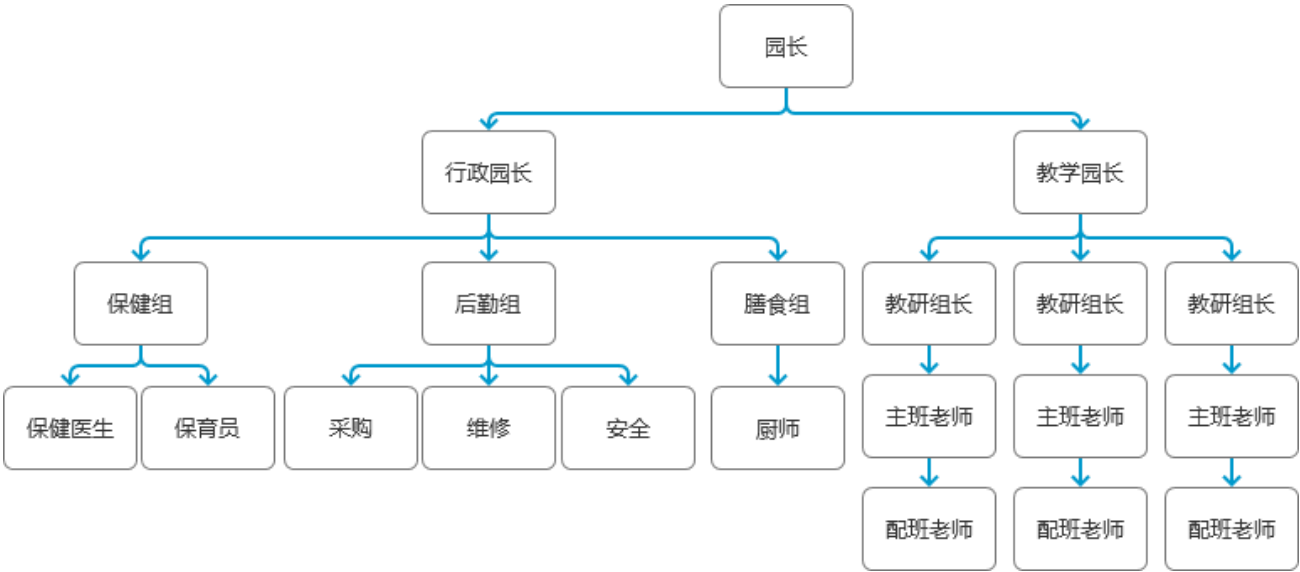 园长
行政园长
教学园长
保健组
后勤组
膳食组
教研组长
教研组长
教研组长
保健医生
保育员
采购
维修
安全
厨师
主班老师
主班老师
主班老师
配班老师
配班老师
配班老师